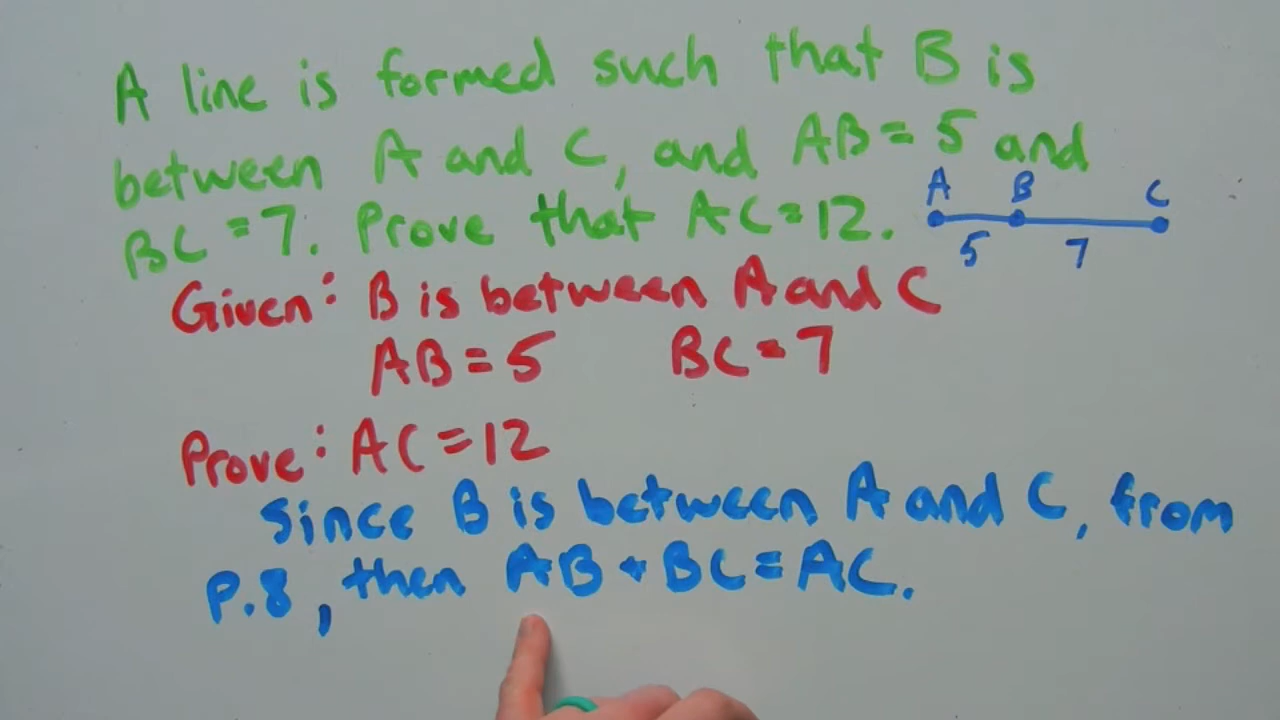 A line is formed such that B is
between A and C, and AB = 5 and
BC = 7. Prove that AC = 12.
A B C
5 7
Given: B is between A and C
AB = 5 BC = 7
Prove: AC = 12
Since B is between A and C, from
P.8, then AB + BC = AC.